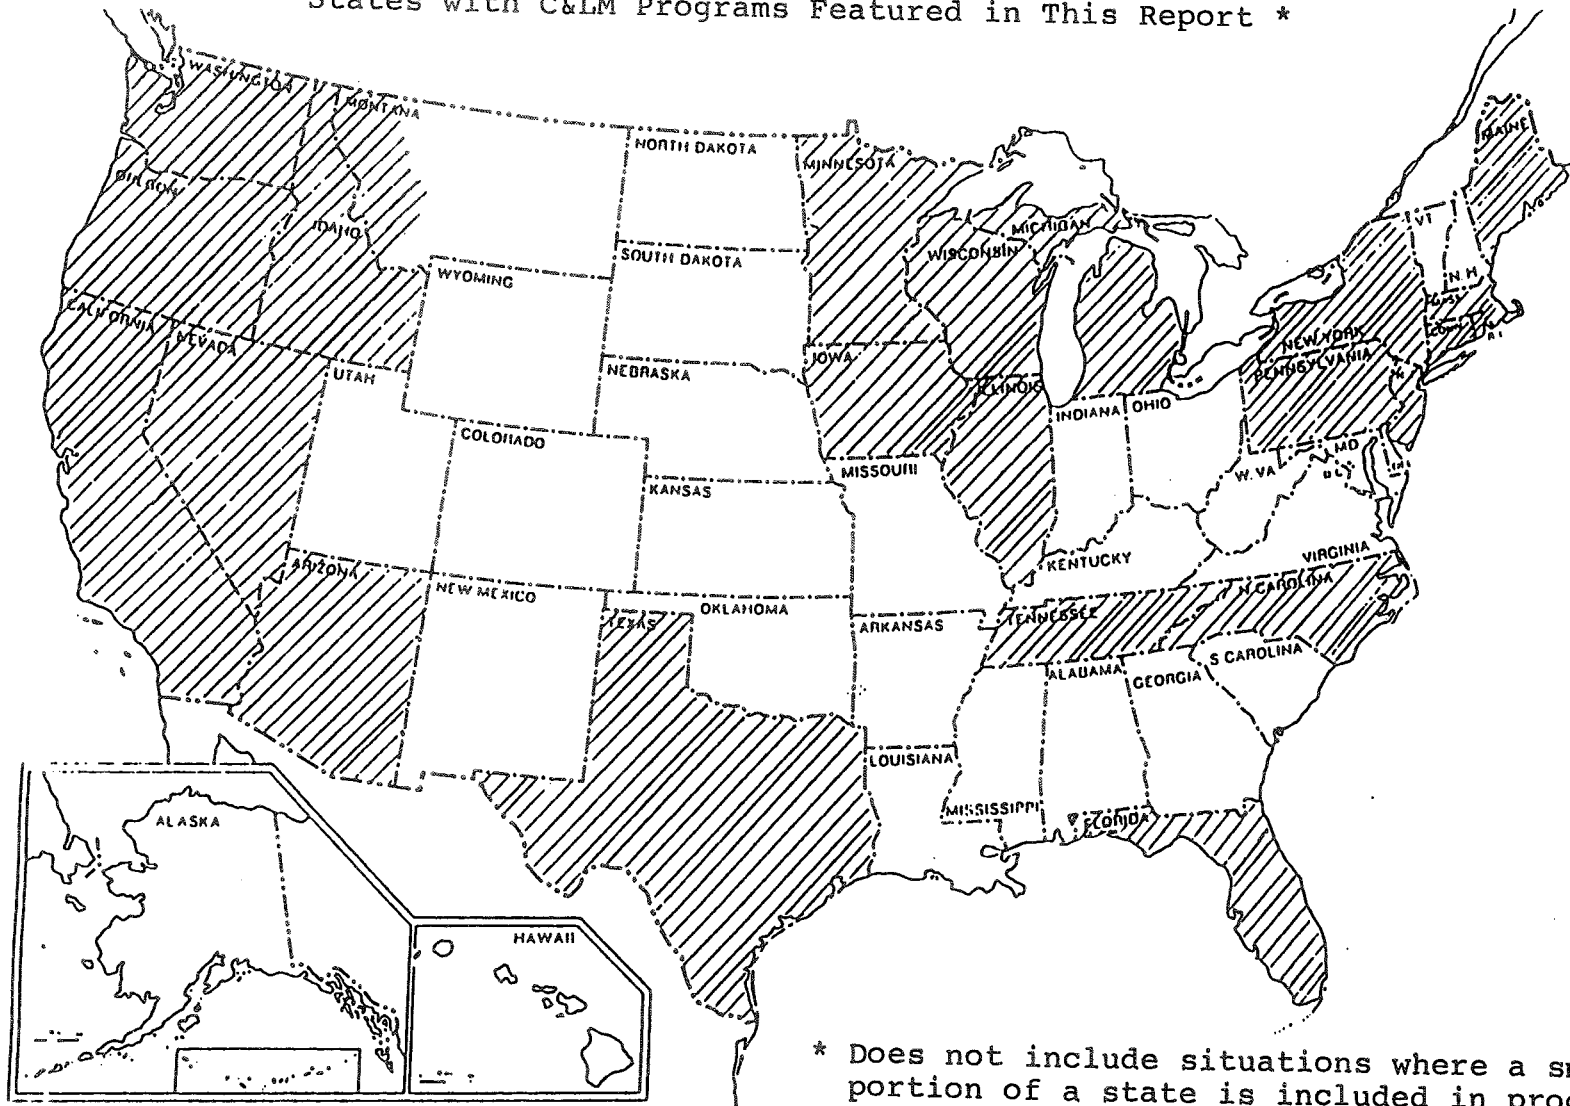 States with C&LM Programs Featured in This Report *
WASHINGTON
MONTANA
NORTH DAKOTA
MINNESOTA
MAINE
OREGON
IDAHO
MICHIGAN
VT
WISCONSIN
SOUTH DAKOTA
WYOMING
N.H
CALIFORNIA
NEVADA
NEW YORK
IOWA
PENNSYLVANIA
UTAH
NEBRASKA
ILLINOIS
INDIANA
OHIO
COLORADO
MD
MISSOURI
W. VA
KANSAS
VIRGINIA
KENTUCKY
ARIZONA
N CAROLINA
NEW MEXICO
OKLAHOMA
TEXAS
TENNESSEE
ARKANSAS
S CAROLINA
ALABAMA
GEORGIA
LOUISIANA
MISSISSIPPI
FLORIDA
ALASKA
HAWAII
* Does not include situations where a
portion of a state is included in